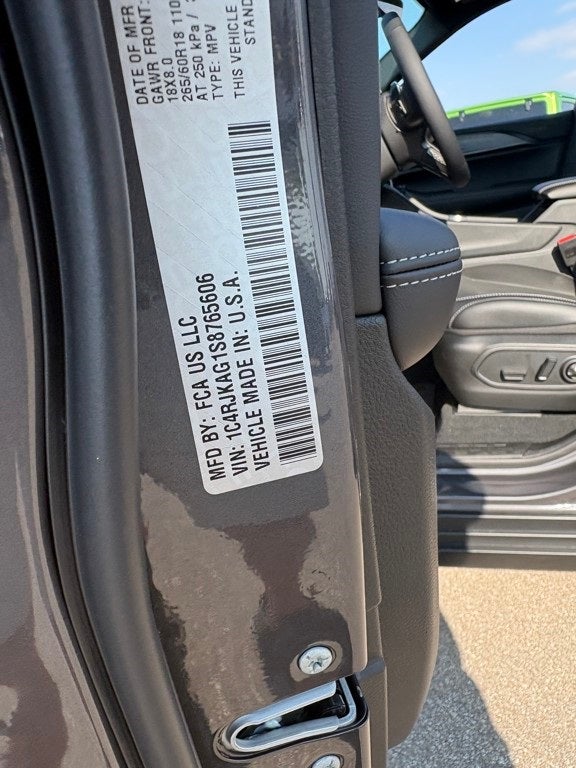 DATE OF MFR
GAWR FRONT:
18X8.0
265/60R18 110
AT 250 kPa /
TYPE: MPV
THIS VEHICLE
STAND
MFD BY: FCA US LLC
VIN: 1C4RJKAG1S8765606
VEHICLE MADE IN: U.S.A.